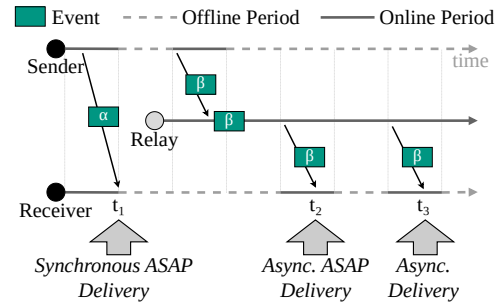 Event Offline Period Online Period
Sender
time
β
α
β
Relay
β
β
Receiver
t₁ t₂ t₃
Synchronous ASAP Delivery
Async. ASAP Delivery
Async. Delivery